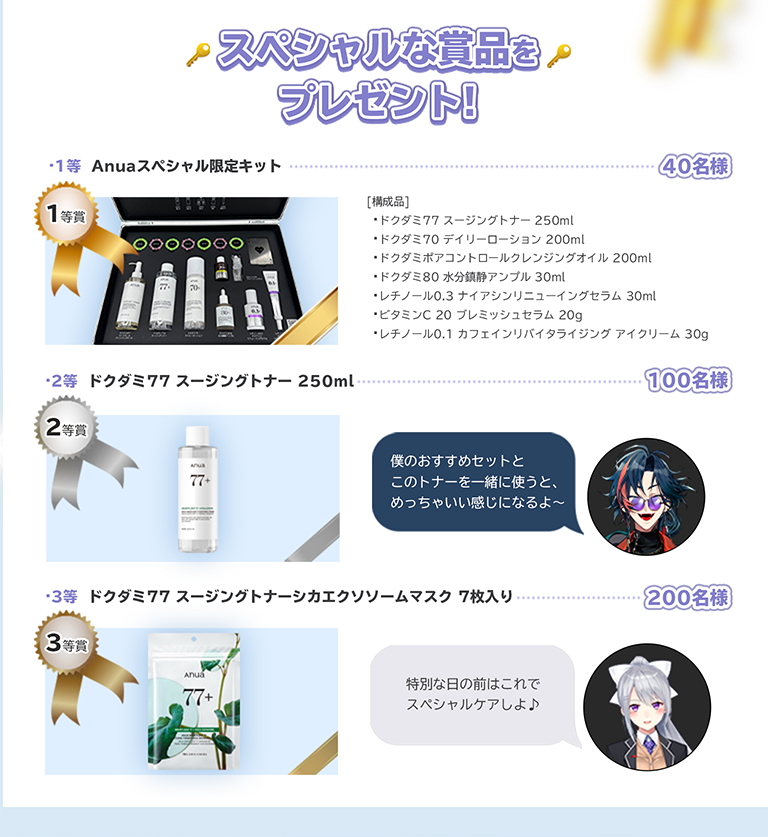 スペシャルな賞品を
プレゼント!
・1等 Anuaスペシャル限定キット 40名様
1等賞
[構成品]
・ドクダミ77 スージングトナー 250ml
・ドクダミ70 デイリーローション 200ml
・ドクダミポアコントロールクレンジングオイル 200ml
・ドクダミ80 水分鎮静アンプル 30ml
・レチノール0.3 ナイアシンリニューイングセラム 30ml
・ビタミンC 20 ブレミッシュセラム 20g
・レチノール0.1 カフェインリバイタライジング アイクリーム 30g
77+
70+
・2等 ドクダミ77 スージングトナー 250ml 100名様
2等賞
Anua
77+
僕のおすすめセットと
このトナーを一緒に使うと、
めっちゃいい感じになるよ〜
・3等 ドクダミ77 スージングトナーシカエクソソームマスク 7枚入り 200名様
3等賞
Anua
77+
特別な日の前はこれで
スペシャルケアしよ♪